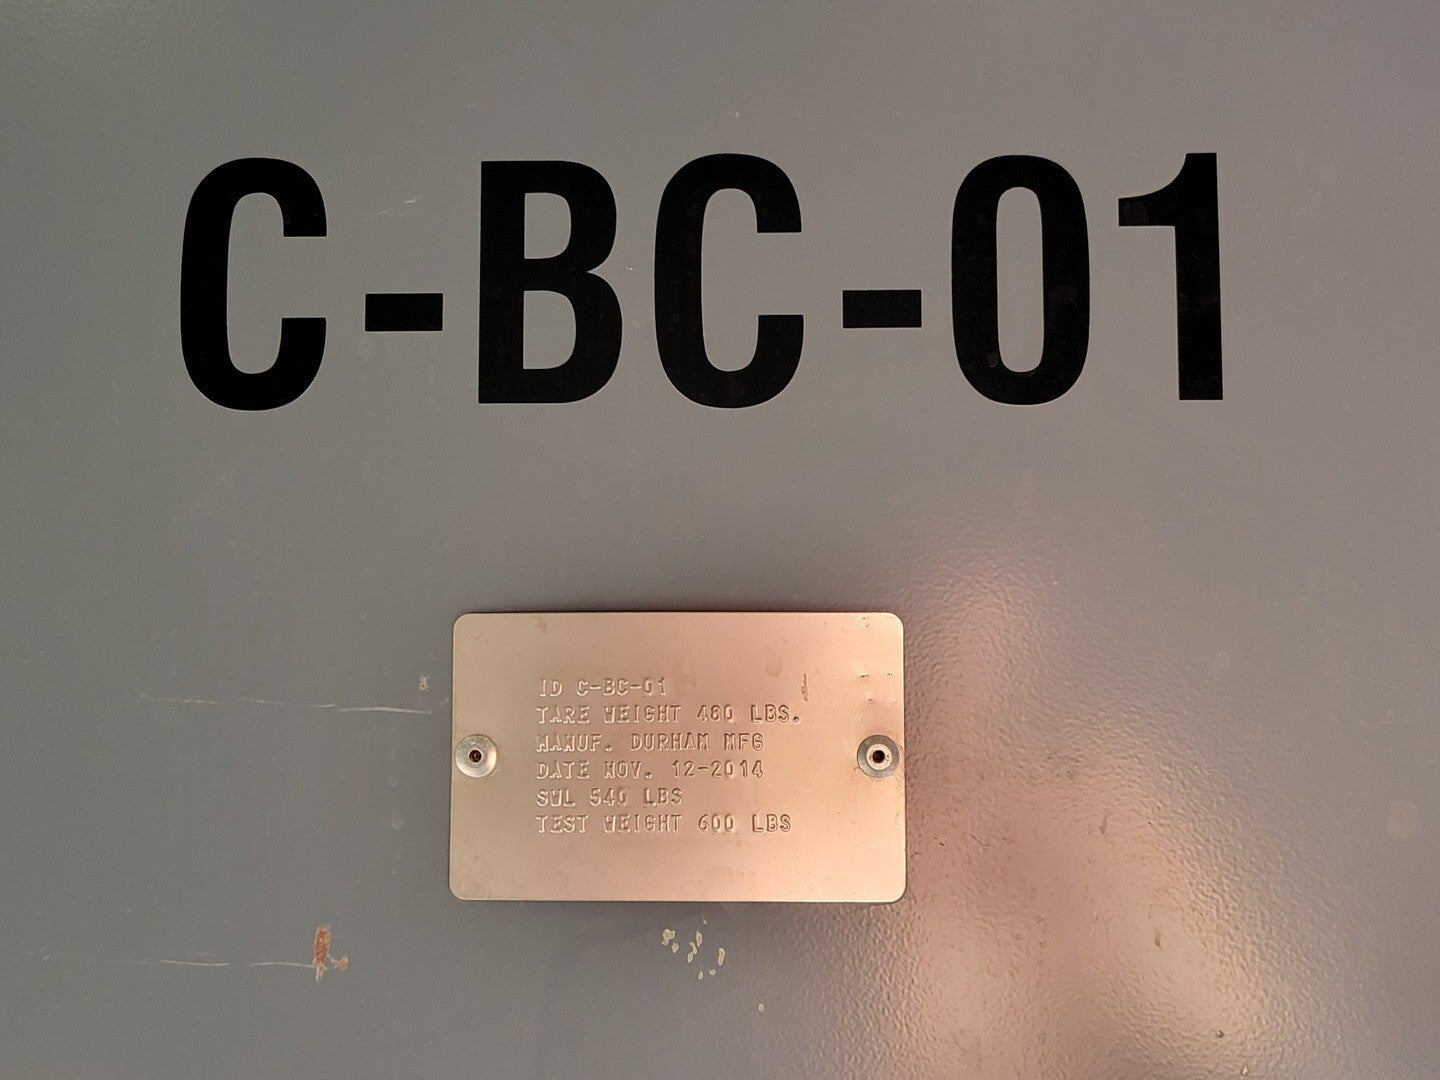 C-BC-01
ID C-BC-01
TARE WEIGHT 480 LBS.
MANUF. DURHAM MFG
DATE NOV. 12-2014
SWL 540 LBS
TEST WEIGHT 600 LBS